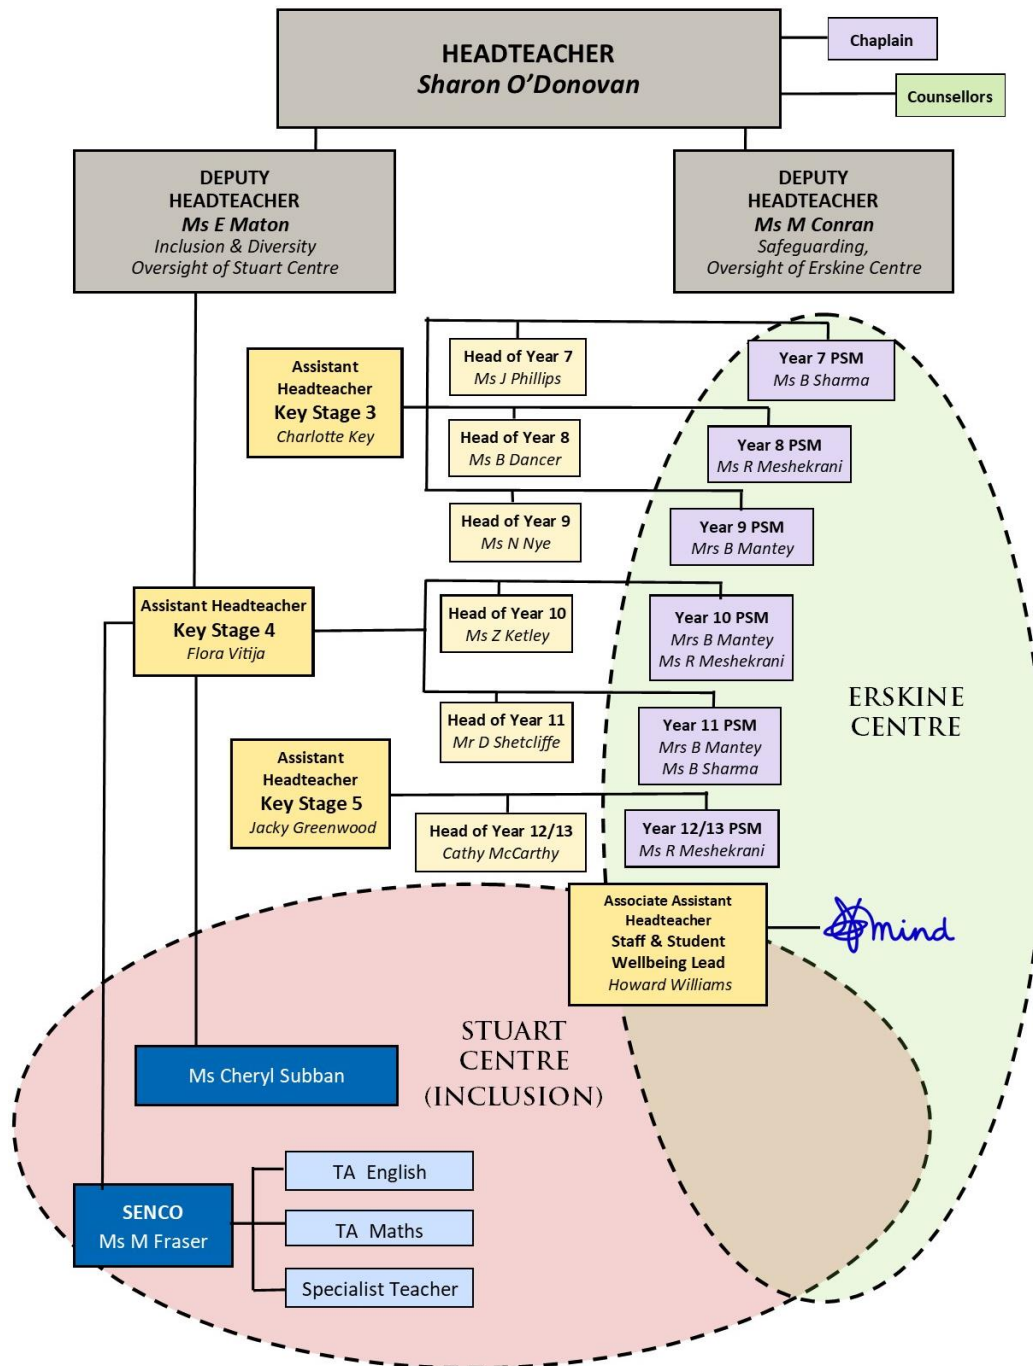 HEADTEACHER
Sharon O'Donovan
Chaplain
Counsellors
DEPUTY
HEADTEACHER
Ms E Maton
Inclusion & Diversity
Oversight of Stuart Centre
DEPUTY
HEADTEACHER
Ms M Conran
Safeguarding,
Oversight of Erskine Centre
Assistant
Headteacher
Key Stage 3
Charlotte Key
Head of Year 7
Ms J Phillips
Year 7 PSM
Ms B Sharma
Head of Year 8
Ms B Dancer
Year 8 PSM
Ms R Meshekrani
Head of Year 9
Ms N Nye
Year 9 PSM
Mrs B Mantey
Assistant Headteacher
Key Stage 4
Flora Vitija
Head of Year 10
Ms Z Ketley
Year 10 PSM
Mrs B Mantey
Ms R Meshekrani
Head of Year 11
Mr D Shetcliffe
Year 11 PSM
Mrs B Mantey
Ms B Sharma
ERSKINE
CENTRE
Assistant
Headteacher
Key Stage 5
Jacky Greenwood
Head of Year 12/13
Cathy McCarthy
Year 12/13 PSM
Ms R Meshekrani
Associate Assistant
Headteacher
Staff & Student
Wellbeing Lead
Howard Williams
mind
STUART
CENTRE
(INCLUSION)
Ms Cheryl Subban
SENCO
Ms M Fraser
TA English
TA Maths
Specialist Teacher